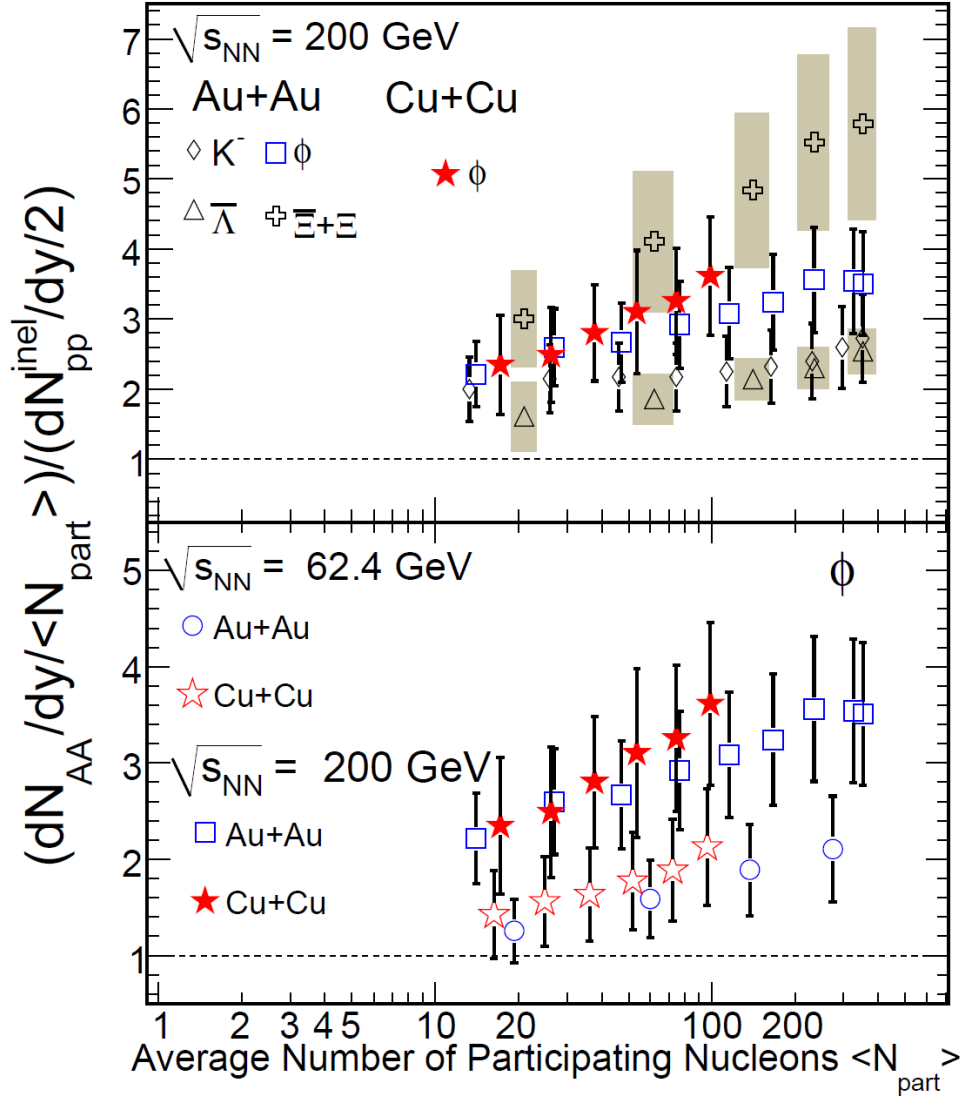 (dN_AA/dy/<N_part>)/(dN_pp^inel/dy/2)
√s_NN = 200 GeV
Au+Au Cu+Cu
K⁻ ϕ ϕ
Λ̅ Ξ̅+Ξ
7
6
5
4
3
2
1
√s_NN = 62.4 GeV ϕ
Au+Au
Cu+Cu
√s_NN = 200 GeV
Au+Au
Cu+Cu
5
4
3
2
1
1 2 3 4 5 10 20 100 200
Average Number of Participating Nucleons <N_part>